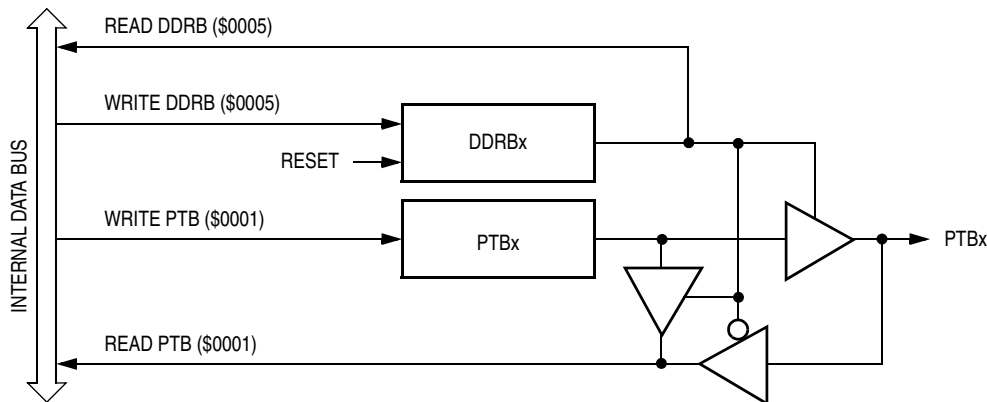 READ DDRB ($0005)
WRITE DDRB ($0005)
DDRBx
RESET
WRITE PTB ($0001)
PTBx
PTBx
READ PTB ($0001)
INTERNAL DATA BUS